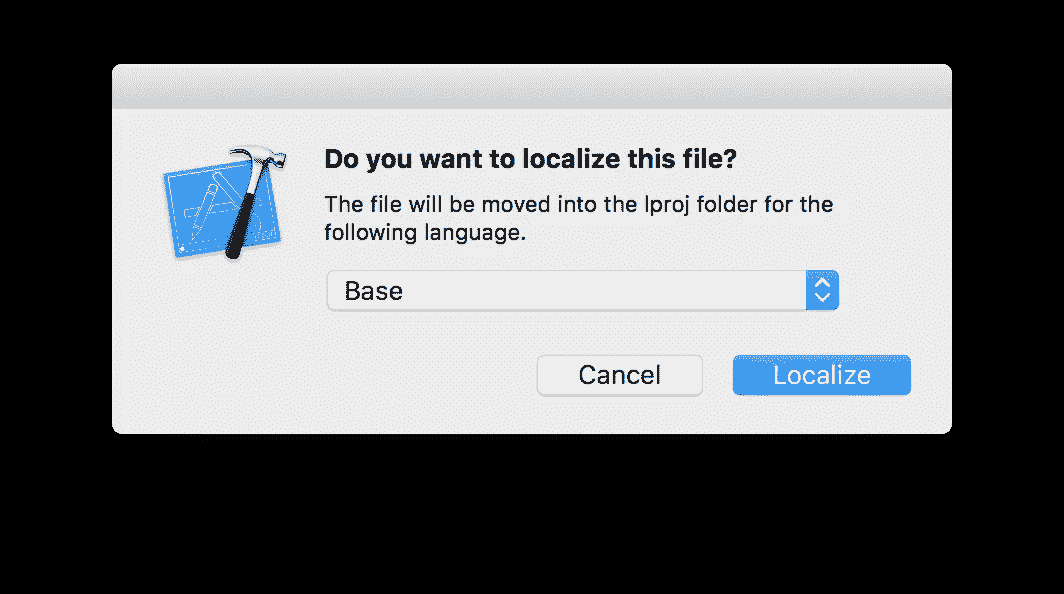 Do you want to localize this file?
The file will be moved into the lproj folder for the
following language.
Base
Cancel
Localize